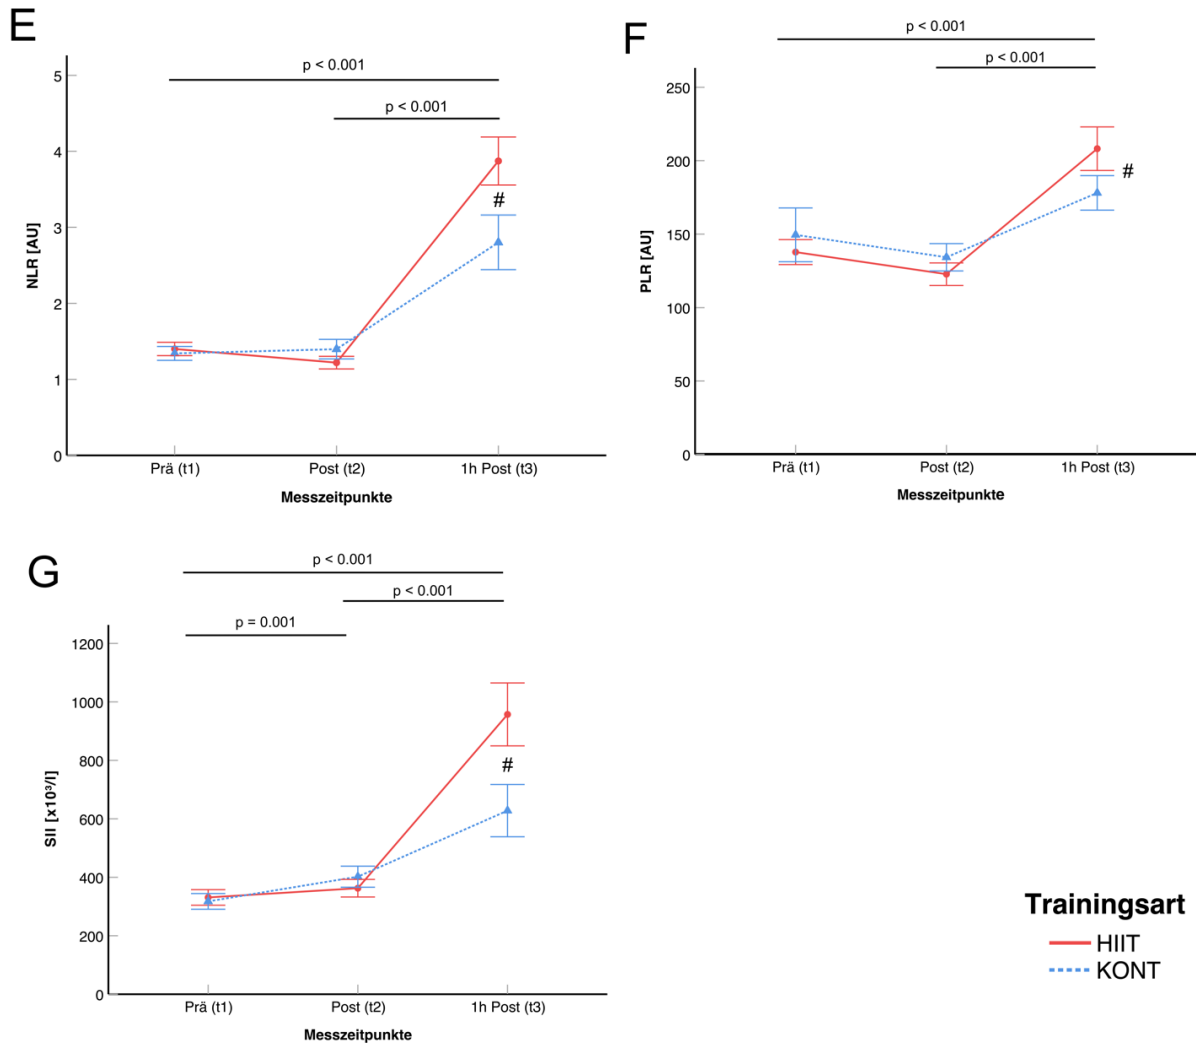 E
p < 0.001
p < 0.001
5
4
3
2
1
0
NLR [AU]
#
Prä (t1)
Post (t2)
1h Post (t3)
Messzeitpunkte
F
p < 0.001
p < 0.001
250
200
150
100
50
0
PLR [AU]
#
Prä (t1)
Post (t2)
1h Post (t3)
Messzeitpunkte
G
p < 0.001
p < 0.001
p = 0.001
1200
1000
800
600
400
200
0
SII [x10³/l]
#
Prä (t1)
Post (t2)
1h Post (t3)
Messzeitpunkte
Trainingsart
HIIT
KONT